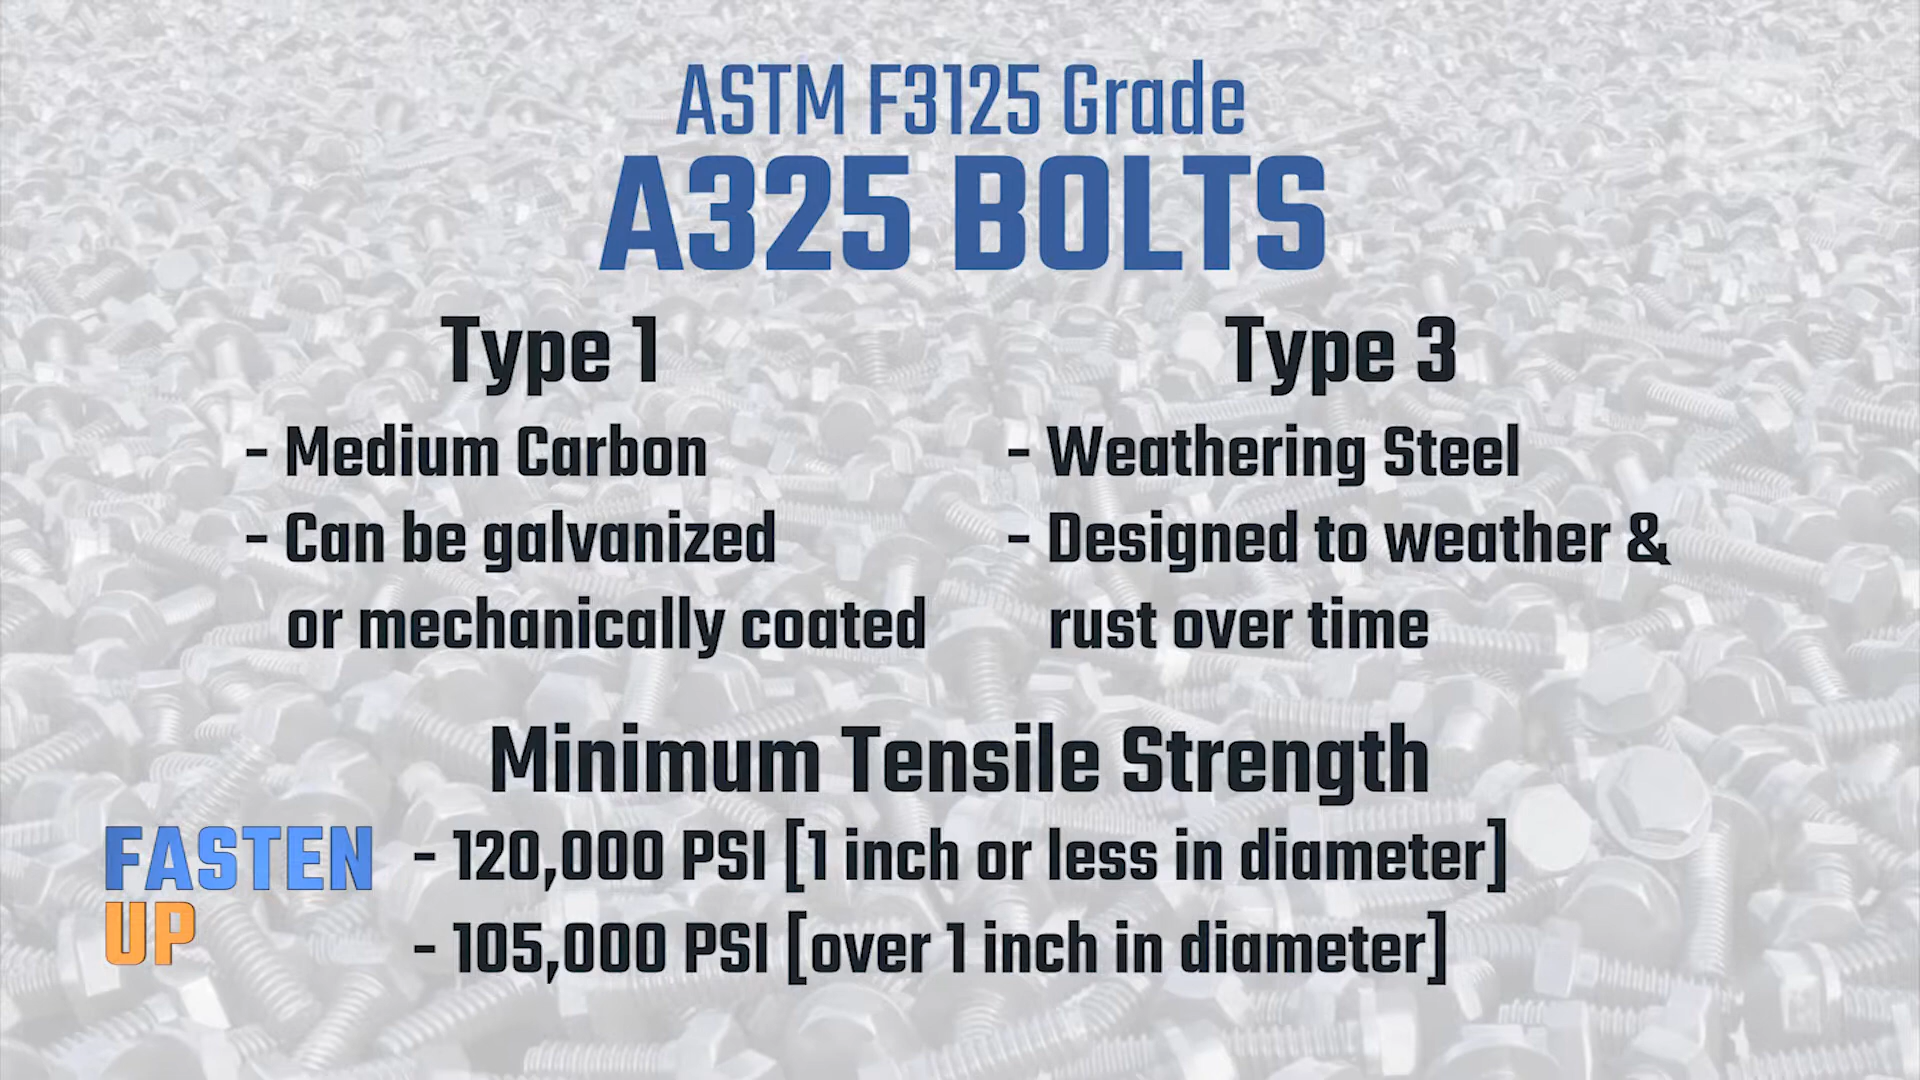 ASTM F3125 Grade
A325 BOLTS
Type 1
- Medium Carbon
- Can be galvanized
or mechanically coated
Type 3
- Weathering Steel
- Designed to weather &
rust over time
Minimum Tensile Strength
- 120,000 PSI [1 inch or less in diameter]
- 105,000 PSI [over 1 inch in diameter]
FASTEN
UP